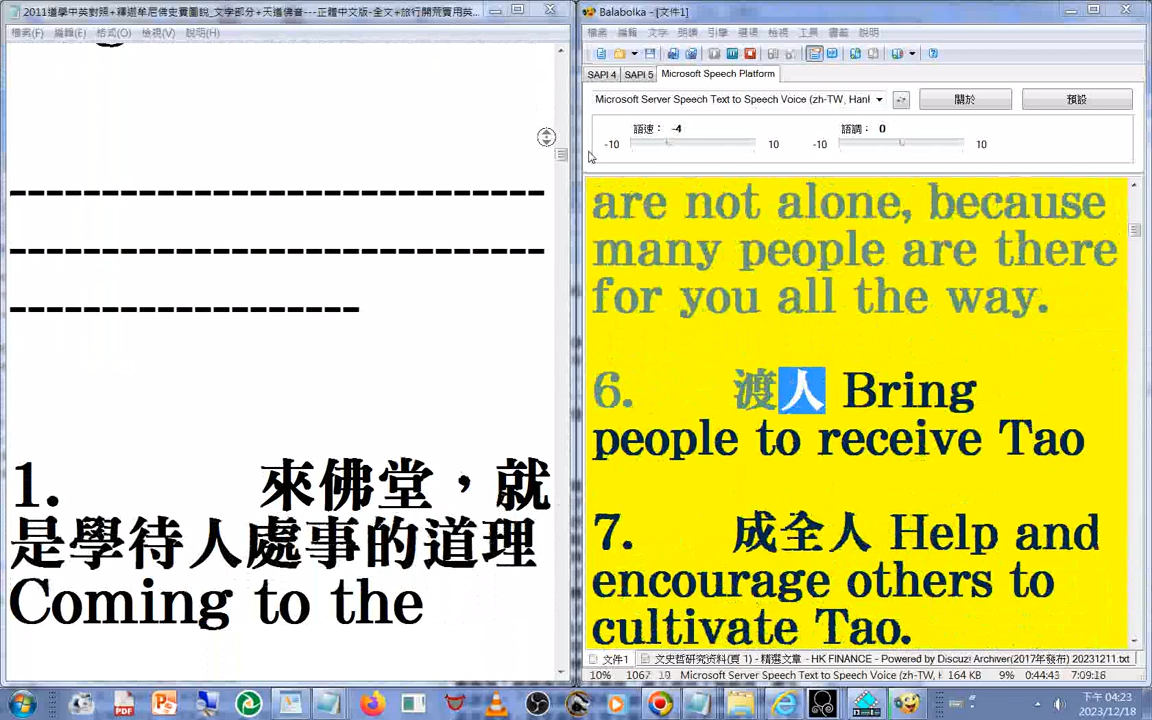 2011道學中英對照+釋迦牟尼佛史實圖說_文字部分+天道佛音---正體中文版-全文+旅行開荒實用英...
檔案(F) 編輯(E) 格式(O) 檢視(V) 說明(H)
--------------------------------
--------------------------------
---------------------
1. 來佛堂，就
是學待人處事的道理
Coming to the
Balabolka - [文件1]
檔案 編輯 文字 朗讀 引擎 選項 檢視 工具 書籤 說明
SAPI 4 SAPI 5 Microsoft Speech Platform
Microsoft Server Speech Text to Speech Voice (zh-TW, Hanl
關於 預設
語速： -4 語調： 0
-10 10 -10 10
are not alone, because
many people are there
for you all the way.
6. 渡人 Bring
people to receive Tao
7. 成全人 Help and
encourage others to
cultivate Tao.
文件1 文史哲研究资料(頁 1) - 精選文章 - HK FINANCE - Powered by Discuz! Archiver(2017年發布) 20231211.txt
10% Microsoft Server Speech Text to Speech Voice (zh-TW, H 164 KB 9% 0:44:43 7:09:16
下午 04:23
2023/12/18